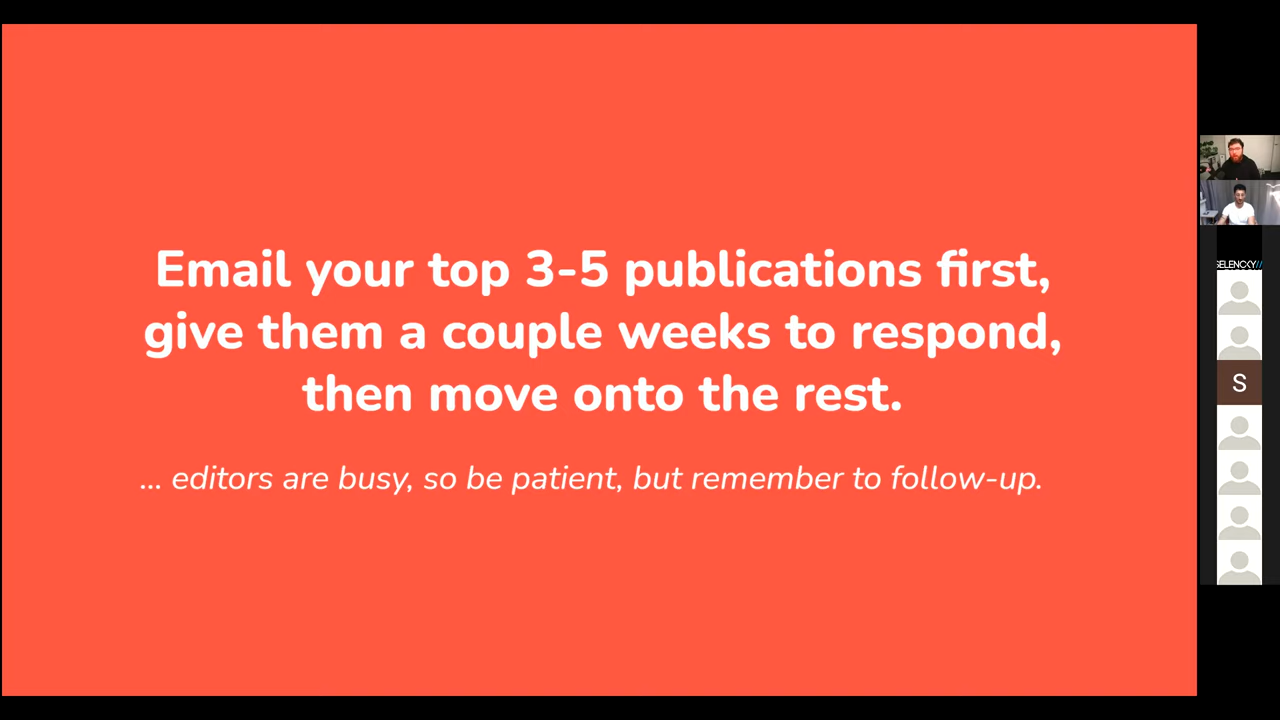 Email your top 3-5 publications first,
give them a couple weeks to respond,
then move onto the rest.
... editors are busy, so be patient, but remember to follow-up.
SELENCKY//
S